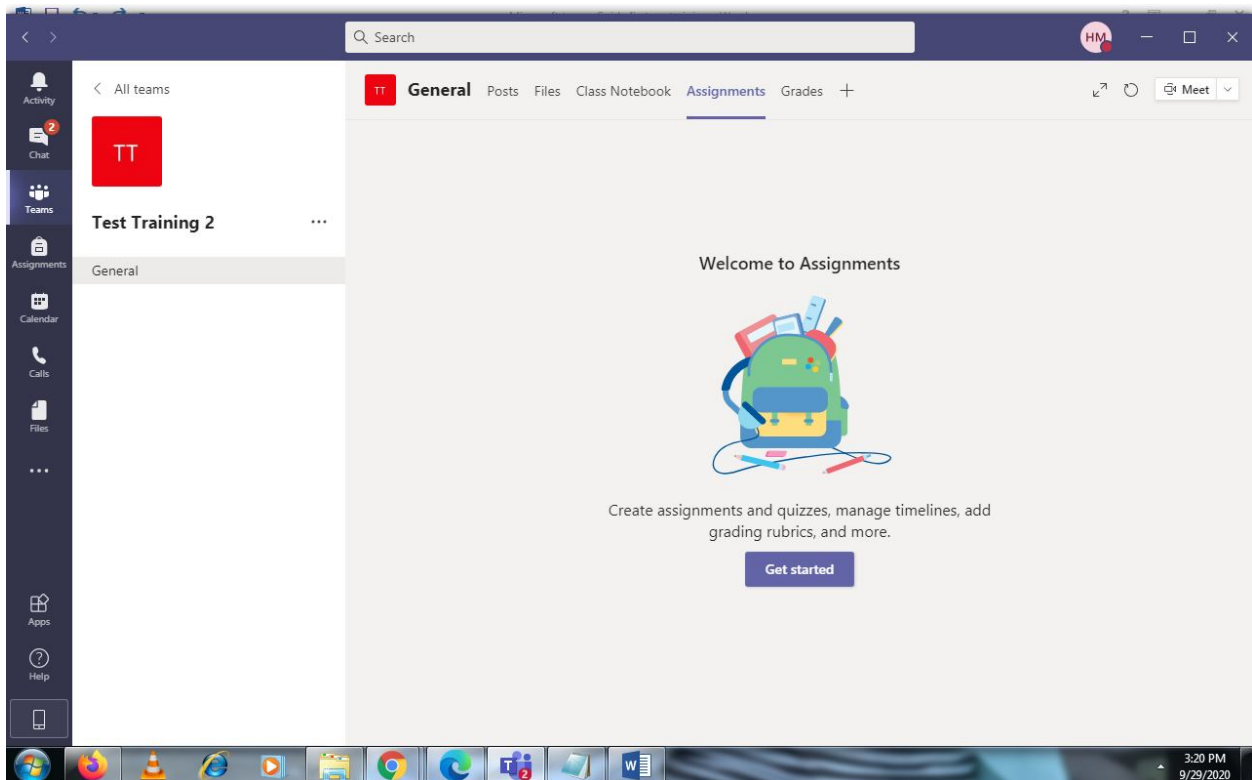 Search
HM
Activity
2
Chat
Teams
Assignments
Calendar
Calls
Files
Apps
Help
All teams
TT
Test Training 2
General
TT General Posts Files Class Notebook Assignments Grades
Meet
Welcome to Assignments
Create assignments and quizzes, manage timelines, add
grading rubrics, and more.
Get started
2
W
3:20 PM
9/29/2020